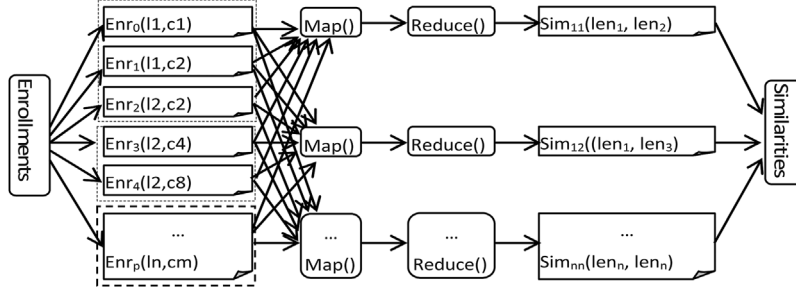 Enrollments
Enr0(l1,c1)
Enr1(l1,c2)
Enr2(l2,c2)
Enr3(l2,c4)
Enr4(l2,c8)
...
Enrp(ln,cm)
Map()
Reduce()
Sim11(len1, len2)
Map()
Reduce()
Sim12((len1, len3)
...
Map()
...
Reduce()
...
Simnn(lenn, lenn)
Similarities